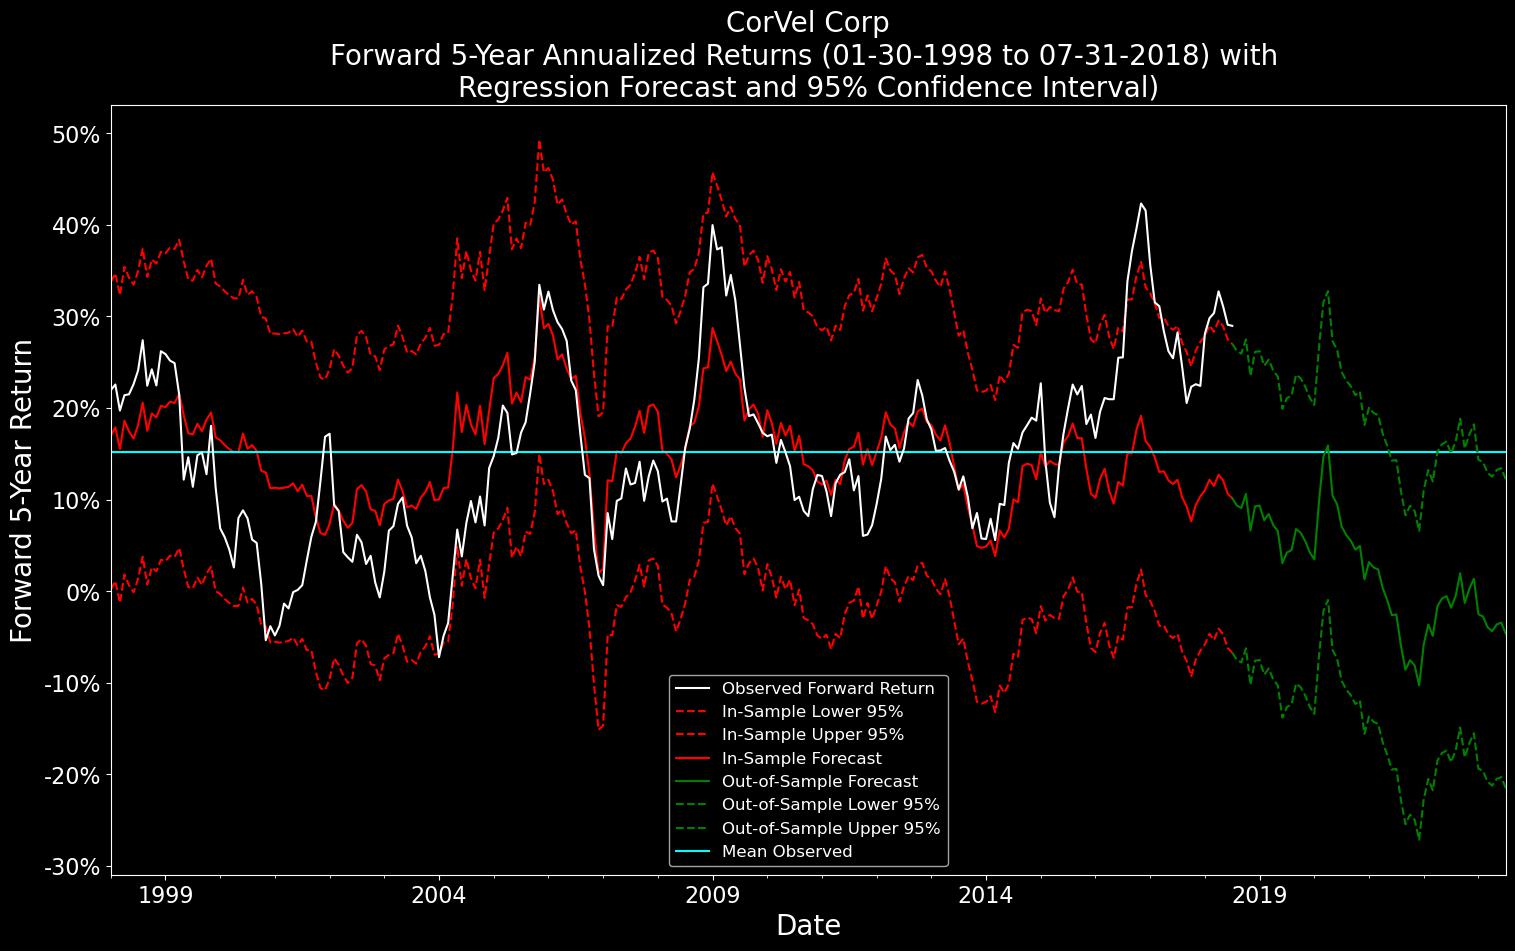 CorVel Corp
Forward 5-Year Annualized Returns (01-30-1998 to 07-31-2018) with
Regression Forecast and 95% Confidence Interval)
Forward 5-Year Return
50%
40%
30%
20%
10%
0%
-10%
-20%
-30%
Observed Forward Return
In-Sample Lower 95%
In-Sample Upper 95%
In-Sample Forecast
Out-of-Sample Forecast
Out-of-Sample Lower 95%
Out-of-Sample Upper 95%
Mean Observed
1999 2004 2009 2014 2019
Date